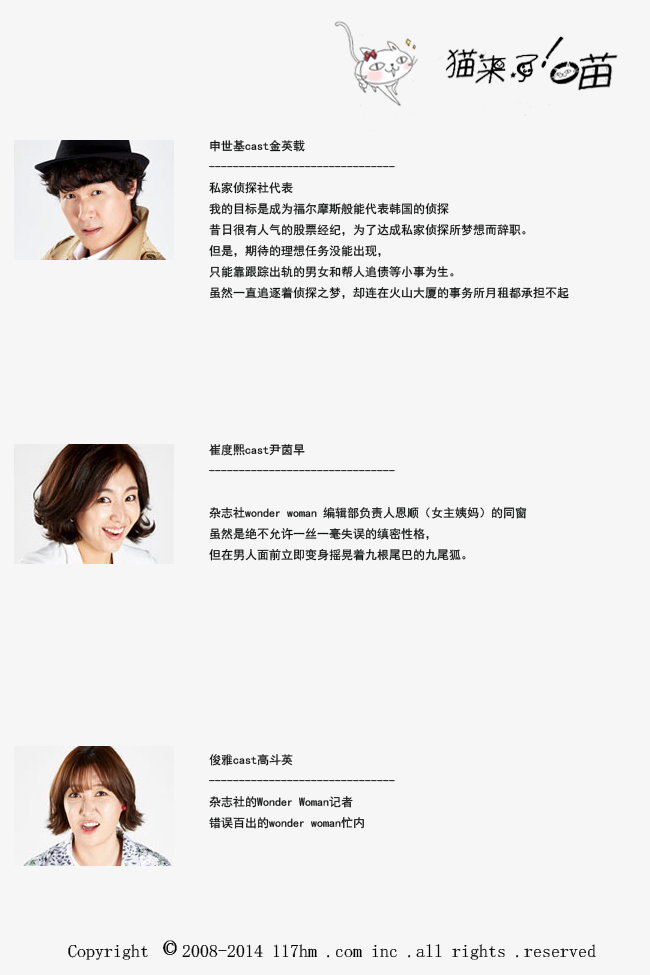 猫来了!喵
申世基cast金英载
-------------------------------
私家侦探社代表
我的目标是成为福尔摩斯般能代表韩国的侦探
昔日很有人气的股票经纪，为了达成私家侦探所梦想而辞职。
但是，期待的理想任务没能出现，
只能靠跟踪出轨的男女和帮人追债等小事为生。
虽然一直追逐着侦探之梦，却连在火山大厦的事务所月租都承担不起
崔度熙cast尹茵早
-------------------------------
杂志社wonder woman 编辑部负责人恩顺（女主姨妈）的同窗
虽然是绝不允许一丝一毫失误的缜密性格，
但在男人面前立即变身摇晃着九根尾巴的九尾狐。
俊雅cast高斗英
-------------------------------
杂志社的Wonder Woman记者
错误百出的wonder woman忙内
Copyright © 2008-2014 ll7hm .com inc .all rights .reserved